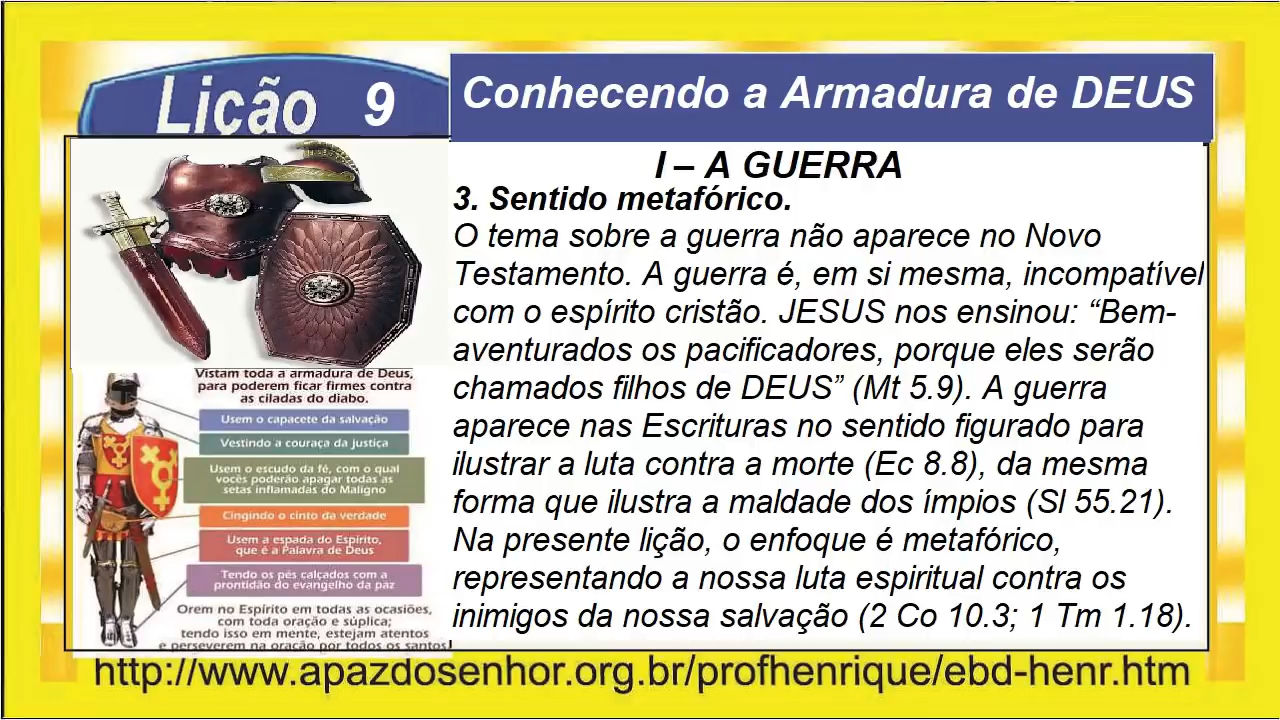 Lição 9
Conhecendo a Armadura de DEUS
I – A GUERRA
3. Sentido metafórico.
O tema sobre a guerra não aparece no Novo
Testamento. A guerra é, em si mesma, incompatível
com o espírito cristão. JESUS nos ensinou: “Bem-
aventurados os pacificadores, porque eles serão
chamados filhos de DEUS” (Mt 5.9). A guerra
aparece nas Escrituras no sentido figurado para
ilustrar a luta contra a morte (Ec 8.8), da mesma
forma que ilustra a maldade dos ímpios (Sl 55.21).
Na presente lição, o enfoque é metafórico,
representando a nossa luta espiritual contra os
inimigos da nossa salvação (2 Co 10.3; 1 Tm 1.18).
Vistam toda a armadura de Deus,
para poderem ficar firmes contra
as ciladas do diabo.
Usem o capacete da salvação
Vestindo a couraça da justiça
Usem o escudo da fé, com o qual
vocês poderão apagar todas as
setas inflamadas do Maligno
Cingindo o cinto da verdade
Usem a espada do Espírito,
que é a Palavra de Deus
Tendo os pés calçados com a
prontidão do evangelho da paz
Orem no Espírito em todas as ocasiões,
com toda oração e súplica;
tendo isso em mente, estejam atentos
e perseverem na oração por todos os santos
http://www.apazdosenhor.org.br/profhenrique/ebd-henr.htm